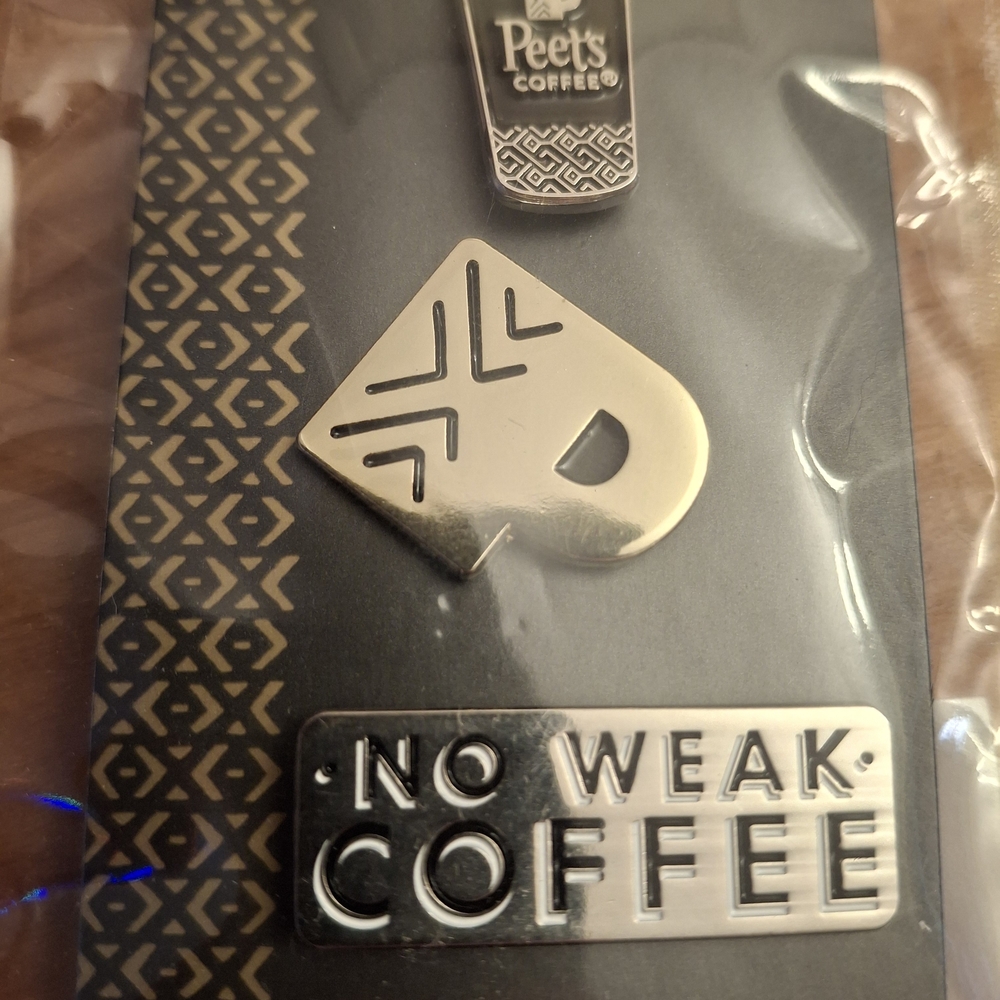 Peet's
COFFEE®
· NO WEAK ·
COFFEE